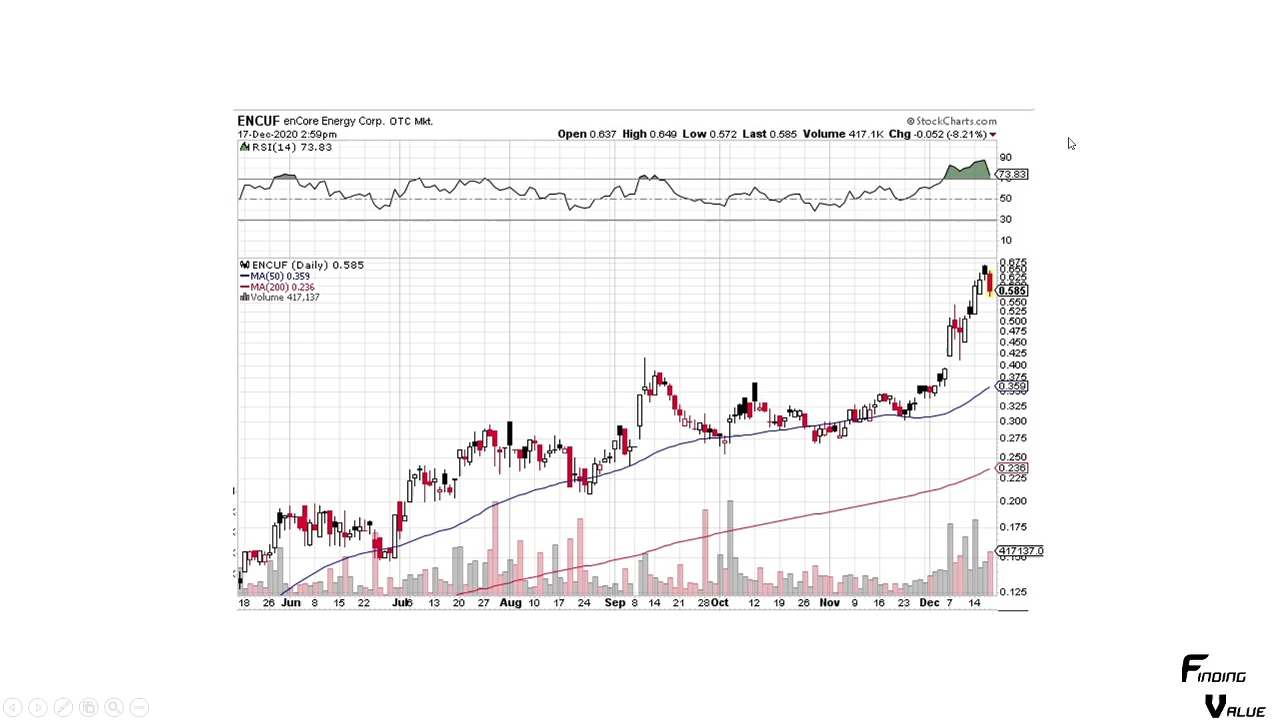 ENCUF enCore Energy Corp. OTC Mkt.
@StockCharts.com
17-Dec-2020 2:59pm
Open 0.637 High 0.649 Low 0.572 Last 0.585 Volume 417.1K Chg -0.052 (-8.21%)
RSI(14) 73.83
90
73.83
50
30
10
ENCUF (Daily) 0.585
MA(50) 0.359
MA(200) 0.236
Volume 417,137
0.675
0.650
0.625
0.585
0.550
0.525
0.500
0.475
0.450
0.425
0.400
0.375
0.359
0.325
0.300
0.275
0.250
0.236
0.225
0.200
0.175
417137.0
0.150
0.125
18 26 Jun 8 15 22 Jul6 13 20 27 Aug 10 17 24 Sep 8 14 21 28 Oct 12 19 26 Nov 9 16 23 Dec 7 14
Finding
Value